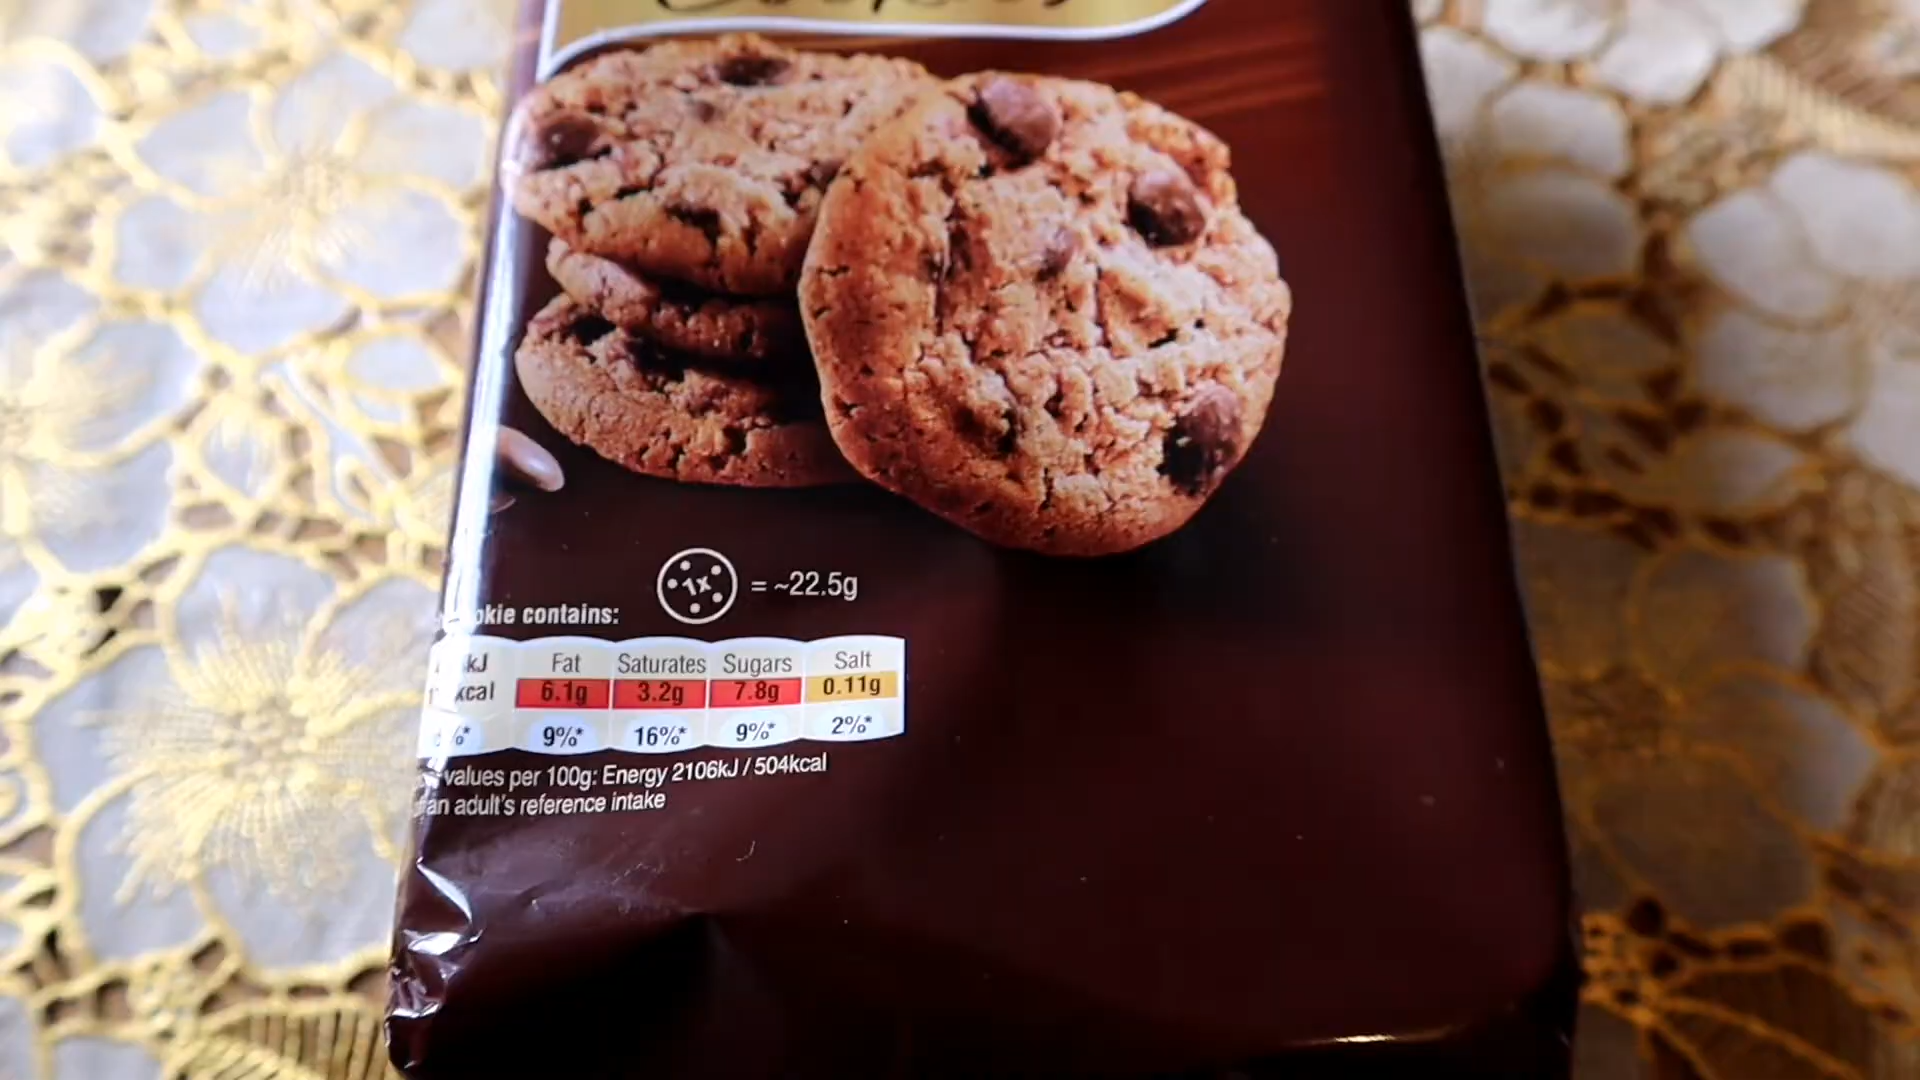 1x = ~22.5g
contains:
kJ Fat Saturates Sugars Salt
kcal 6.1g 3.2g 7.8g 0.11g
9%* 16%* 9%* 2%*
values per 100g: Energy 2106kJ / 504kcal
an adult's reference intake